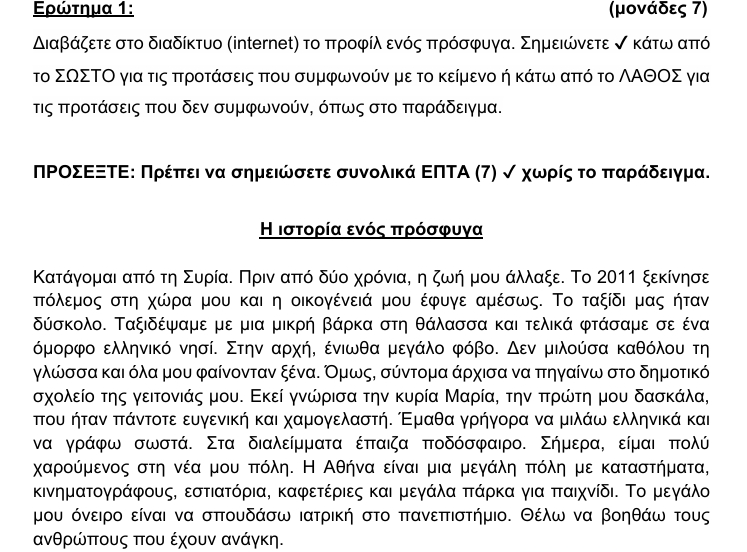 Ερώτημα 1: (μονάδες 7)
Διαβάζετε στο διαδίκτυο (internet) το προφίλ ενός πρόσφυγα. Σημειώνετε ✓ κάτω από
το ΣΩΣΤΟ για τις προτάσεις που συμφωνούν με το κείμενο ή κάτω από το ΛΑΘΟΣ για
τις προτάσεις που δεν συμφωνούν, όπως στο παράδειγμα.
ΠΡΟΣΕΞΤΕ: Πρέπει να σημειώσετε συνολικά ΕΠΤΑ (7) ✓ χωρίς το παράδειγμα.
Η ιστορία ενός πρόσφυγα
Κατάγομαι από τη Συρία. Πριν από δύο χρόνια, η ζωή μου άλλαξε. Το 2011 ξεκίνησε
πόλεμος στη χώρα μου και η οικογένειά μου έφυγε αμέσως. Το ταξίδι μας ήταν
δύσκολο. Ταξιδέψαμε με μια μικρή βάρκα στη θάλασσα και τελικά φτάσαμε σε ένα
όμορφο ελληνικό νησί. Στην αρχή, ένιωθα μεγάλο φόβο. Δεν μιλούσα καθόλου τη
γλώσσα και όλα μου φαίνονταν ξένα. Όμως, σύντομα άρχισα να πηγαίνω στο δημοτικό
σχολείο της γειτονιάς μου. Εκεί γνώρισα την κυρία Μαρία, την πρώτη μου δασκάλα,
που ήταν πάντοτε ευγενική και χαμογελαστή. Έμαθα γρήγορα να μιλάω ελληνικά και
να γράφω σωστά. Στα διαλείμματα έπαιζα ποδόσφαιρο. Σήμερα, είμαι πολύ
χαρούμενος στη νέα μου πόλη. Η Αθήνα είναι μια μεγάλη πόλη με καταστήματα,
κινηματογράφους, εστιατόρια, καφετέριες και μεγάλα πάρκα για παιχνίδι. Το μεγάλο
μου όνειρο είναι να σπουδάσω ιατρική στο πανεπιστήμιο. Θέλω να βοηθάω τους
ανθρώπους που έχουν ανάγκη.